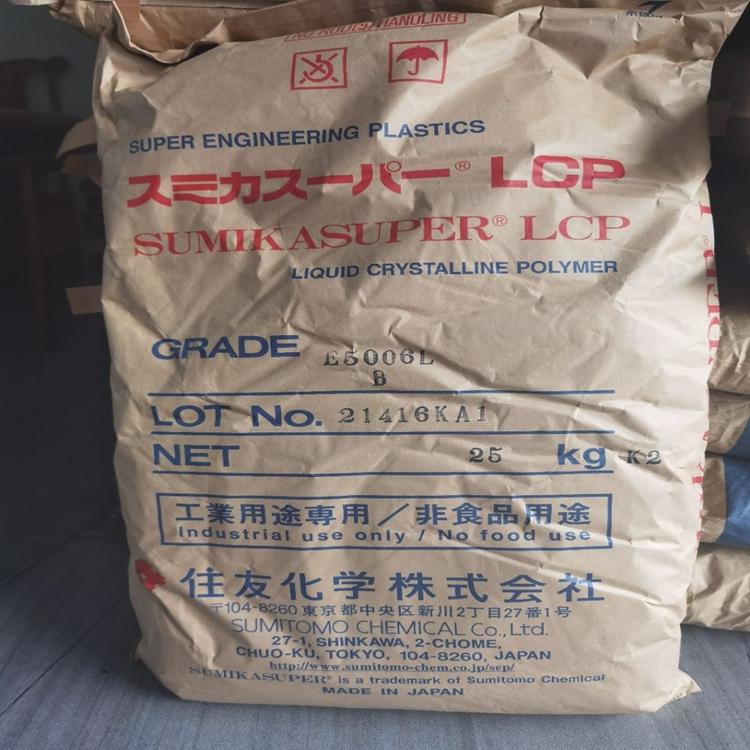 NO ROUGH HANDLING
SUPER ENGINEERING PLASTICS
スミカスーパー® LCP
SUMIKASUPER® LCP
LIQUID CRYSTALLINE POLYMER
GRADE E5006L
B
LOT No. 21416KA1
NET 25 kg K2
工業用途専用／非食品用途
Industrial use only / No food use
住友化学株式会社
〒104-8260 東京都中央区新川2丁目27番1号
SUMITOMO CHEMICAL Co., Ltd.
27-1, SHINKAWA, 2-CHOME,
CHUO-KU, TOKYO, 104-8260, JAPAN
http://www.sumitomo-chem.co.jp/sep/
SUMIKASUPER® is a trademark of Sumitomo Chemical
MADE IN JAPAN